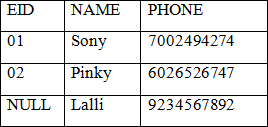 EID NAME PHONE
01 Sony 7002494274
02 Pinky 6026526747
NULL Lalli 9234567892